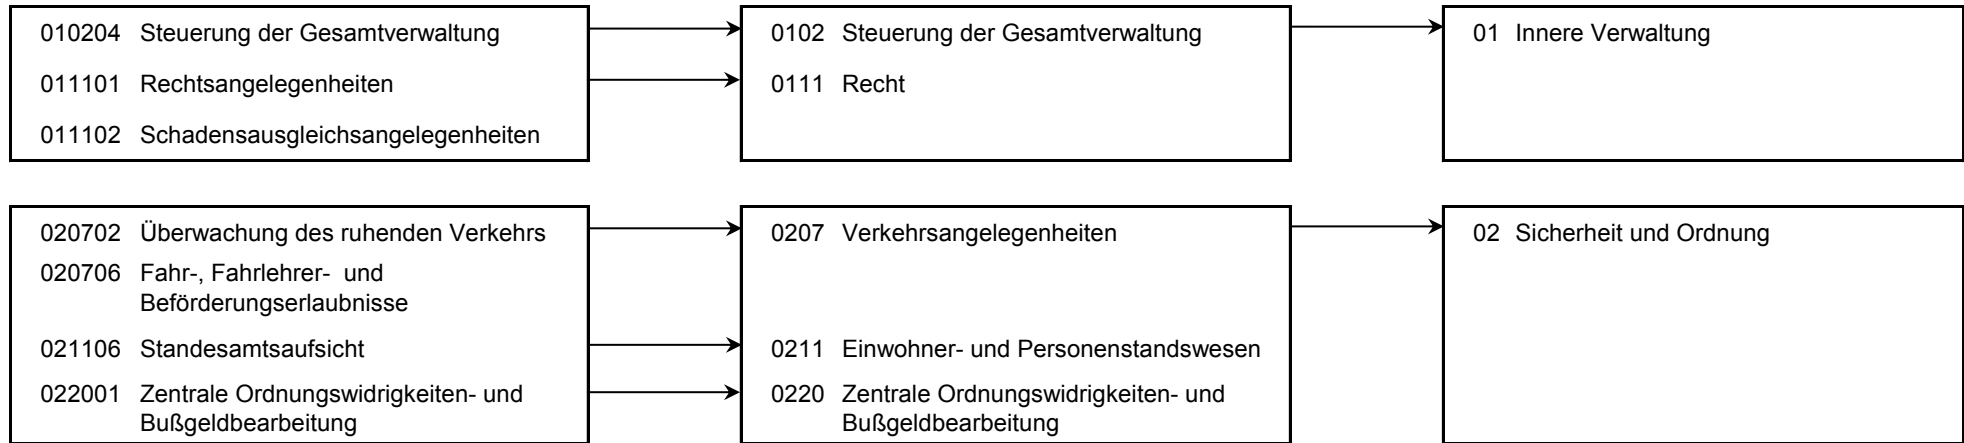 010204 Steuerung der Gesamtverwaltung
0102 Steuerung der Gesamtverwaltung
01 Innere Verwaltung
011101 Rechtsangelegenheiten
0111 Recht
011102 Schadensausgleichsangelegenheiten
020702 Überwachung des ruhenden Verkehrs
0207 Verkehrsangelegenheiten
02 Sicherheit und Ordnung
020706 Fahr-, Fahrlehrer- und
Beförderungserlaubnisse
021106 Standesamtsaufsicht
0211 Einwohner- und Personenstandswesen
022001 Zentrale Ordnungswidrigkeiten- und
Bußgeldbearbeitung
0220 Zentrale Ordnungswidrigkeiten- und
Bußgeldbearbeitung